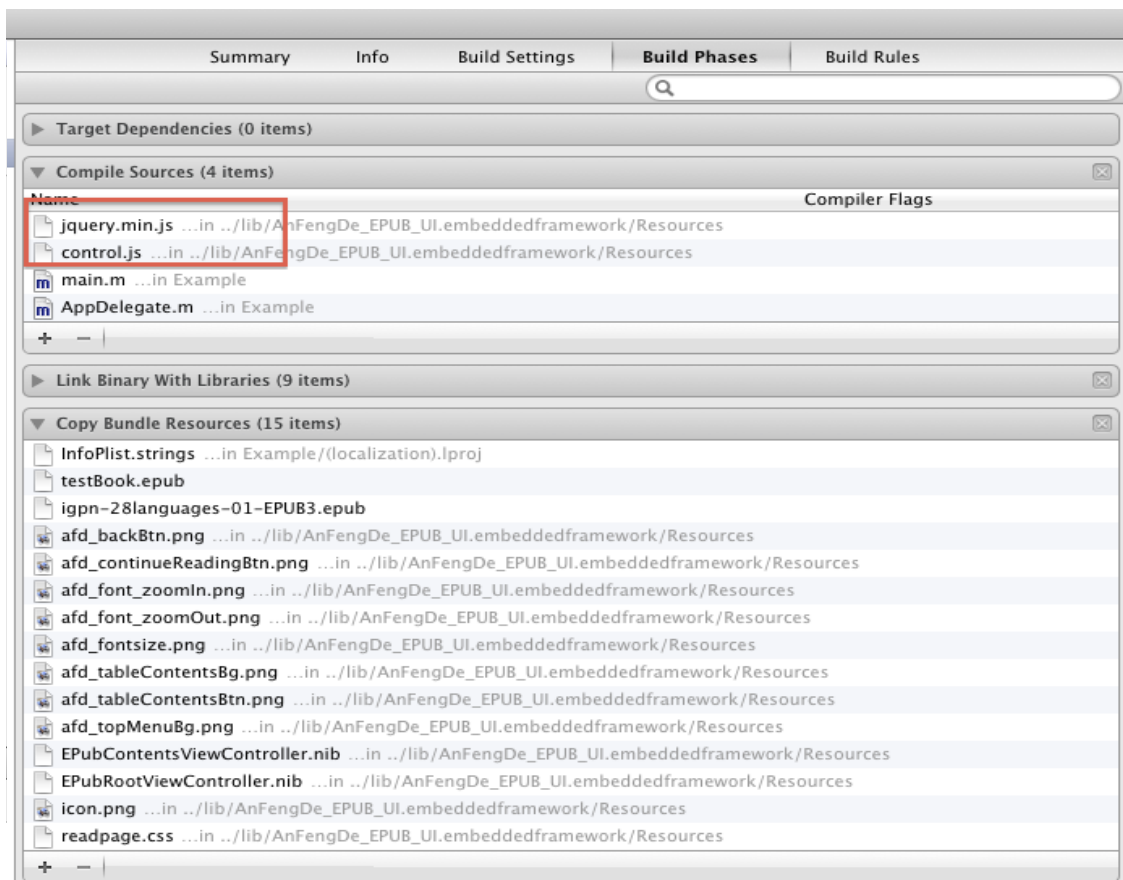 Summary Info Build Settings Build Phases Build Rules
Target Dependencies (0 items)
Compile Sources (4 items)
Name Compiler Flags
jquery.min.js ...in ../lib/AnFengDe_EPUB_UI.embeddedframework/Resources
control.js ...in ../lib/AnFengDe_EPUB_UI.embeddedframework/Resources
main.m ...in Example
AppDelegate.m ...in Example
Link Binary With Libraries (9 items)
Copy Bundle Resources (15 items)
InfoPlist.strings ...in Example/(localization).lproj
testBook.epub
igpn-28languages-01-EPUB3.epub
afd_backBtn.png ...in ../lib/AnFengDe_EPUB_UI.embeddedframework/Resources
afd_continueReadingBtn.png ...in ../lib/AnFengDe_EPUB_UI.embeddedframework/Resources
afd_font_zoomIn.png ...in ../lib/AnFengDe_EPUB_UI.embeddedframework/Resources
afd_font_zoomOut.png ...in ../lib/AnFengDe_EPUB_UI.embeddedframework/Resources
afd_fontsize.png ...in ../lib/AnFengDe_EPUB_UI.embeddedframework/Resources
afd_tableContentsBg.png ...in ../lib/AnFengDe_EPUB_UI.embeddedframework/Resources
afd_tableContentsBtn.png ...in ../lib/AnFengDe_EPUB_UI.embeddedframework/Resources
afd_topMenuBg.png ...in ../lib/AnFengDe_EPUB_UI.embeddedframework/Resources
EPubContentsViewController.nib ...in ../lib/AnFengDe_EPUB_UI.embeddedframework/Resources
EPubRootViewController.nib ...in ../lib/AnFengDe_EPUB_UI.embeddedframework/Resources
icon.png ...in ../lib/AnFengDe_EPUB_UI.embeddedframework/Resources
readpage.css ...in ../lib/AnFengDe_EPUB_UI.embeddedframework/Resources